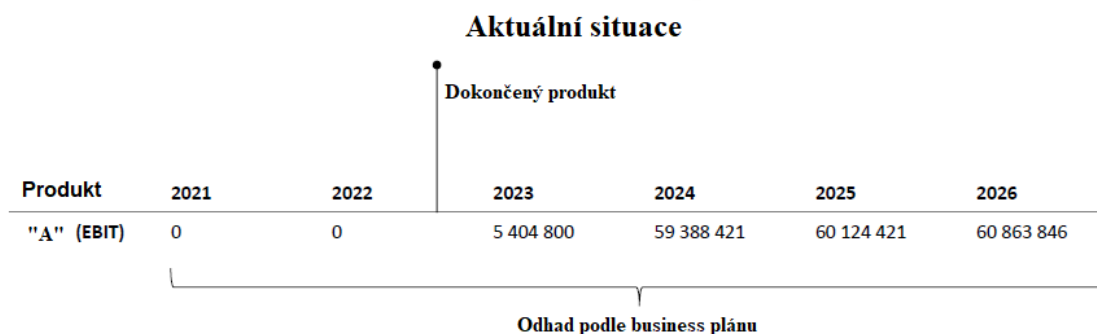 Aktuální situace
Dokončený produkt
Produkt 2021 2022 2023 2024 2025 2026
"A" (EBIT) 0 0 5 404 800 59 388 421 60 124 421 60 863 846
Odhad podle business plánu